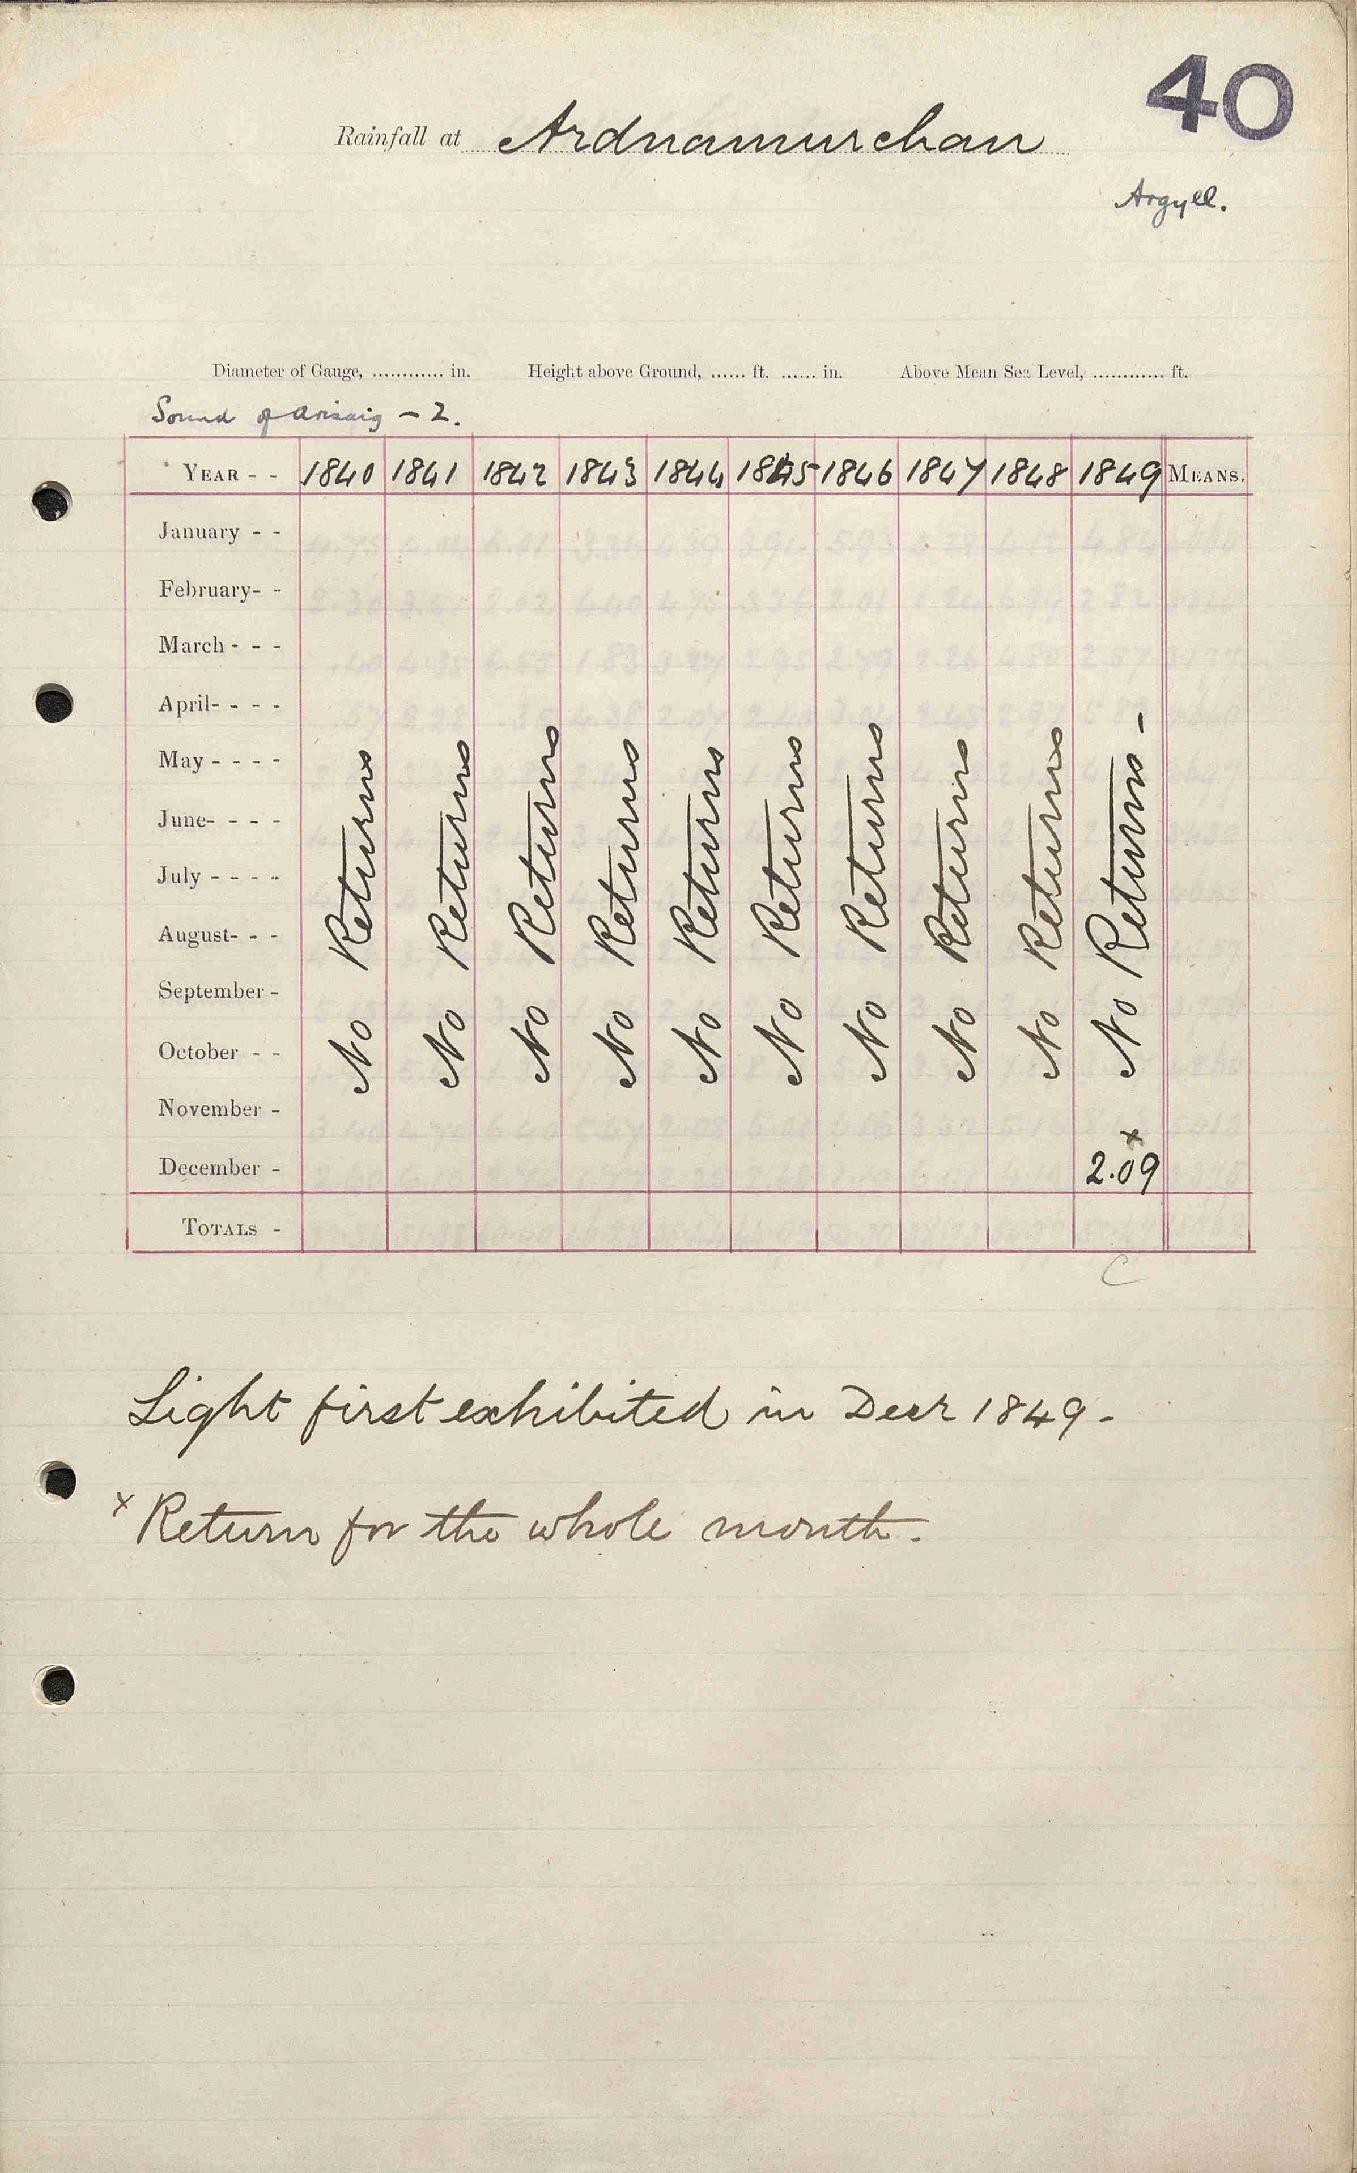 40
Rainfall at Ardnamurchan
Argyll.
Diameter of Gauge, ............ in. Height above Ground, ...... ft. ...... in. Above Mean Sea Level, ............ ft.
Sound of Arisaig - 2.
YEAR - - 1840 1841 1842 1843 1844 1845 1846 1847 1848 1849 MEANS.
January - -
February- -
March - - -
April- - - -
May - - - -
June- - - -
July - - - -
August- - -
September -
October - -
November -
December - 2.09
TOTALS -
No Returns
No Returns
No Returns
No Returns
No Returns
No Returns
No Returns
No Returns
No Returns
No Returns -
x
C
Light first exhibited in Decr 1849 -
x Return for the whole month.